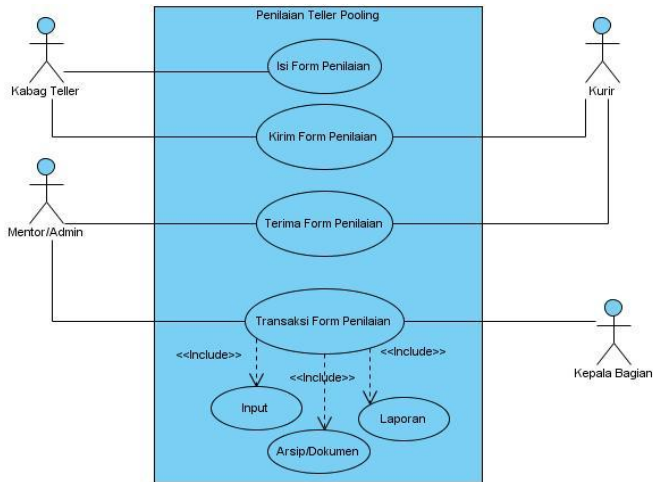 Penilaian Teller Pooling
Isi Form Penilaian
Kabag Teller
Kurir
Kirim Form Penilaian
Terima Form Penilaian
Mentor/Admin
Transaksi Form Penilaian
<<Include>>
<<Include>>
<<Include>>
Kepala Bagian
Input
Laporan
Arsip/Dokumen